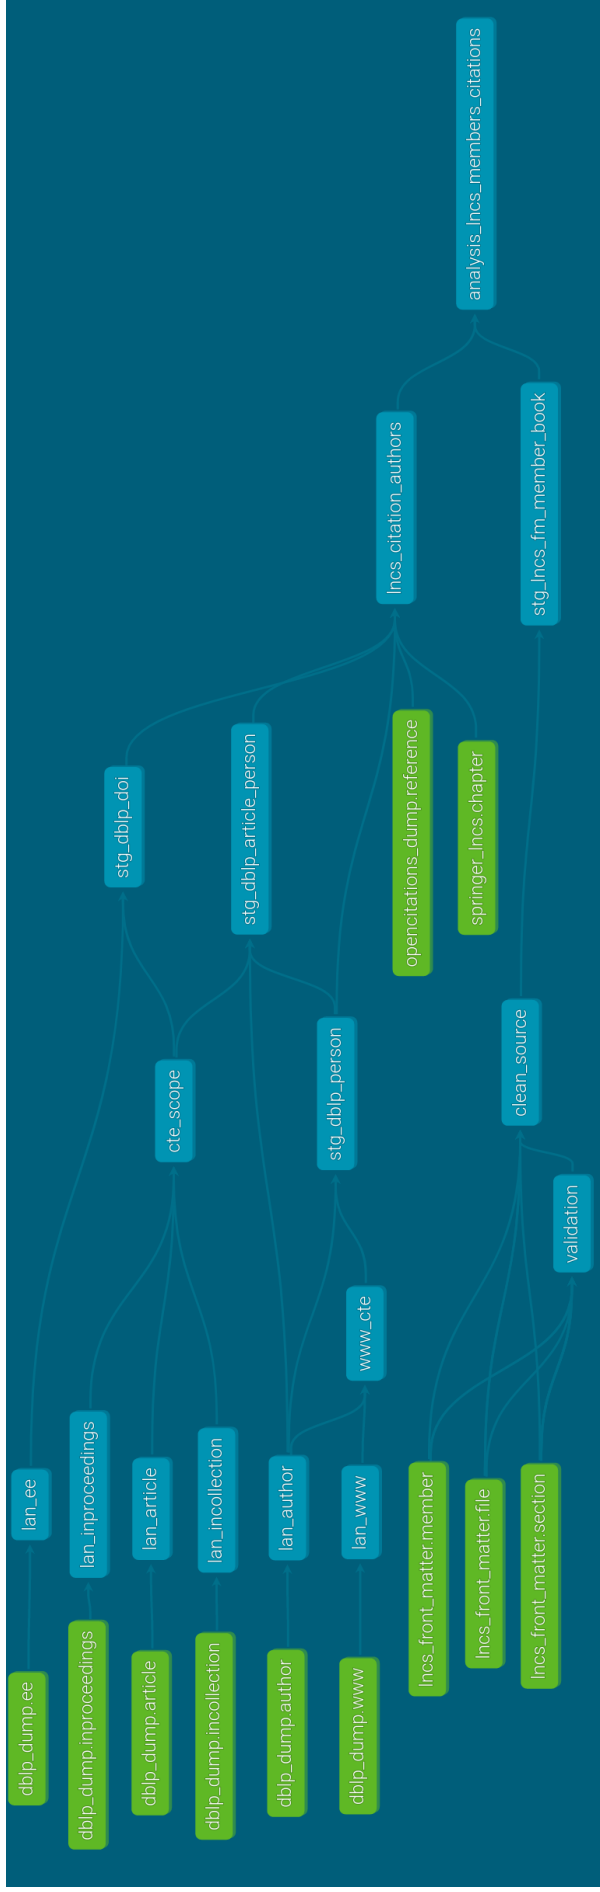 dblp_dump.ee
lan_ee
dblp_dump.inproceedings
lan_inproceedings
dblp_dump.article
lan_article
dblp_dump.incollection
lan_incollection
dblp_dump.author
lan_author
dblp_dump.www
lan_www
www_cte
cte_scope
stg_dblp_doi
stg_dblp_person
stg_dblp_article_person
opencitations_dump.reference
springer_lncs.chapter
lncs_citation_authors
lncs_front_matter.member
lncs_front_matter.file
lncs_front_matter.section
validation
clean_source
stg_lncs_fm_member_book
analysis_lncs_members_citations